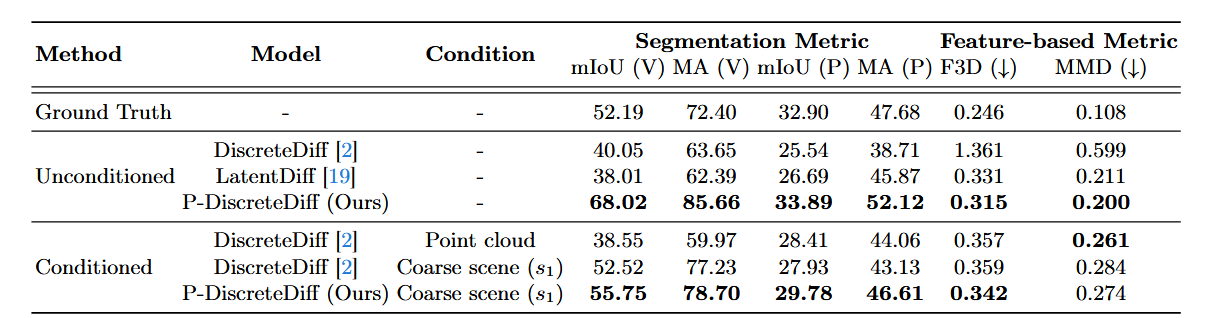 Method Model Condition Segmentation Metric Feature-based Metric
mIoU (V) MA (V) mIoU (P) MA (P) F3D (↓) MMD (↓)
Ground Truth - - 52.19 72.40 32.90 47.68 0.246 0.108
Unconditioned DiscreteDiff [2] - 40.05 63.65 25.54 38.71 1.361 0.599
LatentDiff [19] - 38.01 62.39 26.69 45.87 0.331 0.211
P-DiscreteDiff (Ours) - 68.02 85.66 33.89 52.12 0.315 0.200
Conditioned DiscreteDiff [2] Point cloud 38.55 59.97 28.41 44.06 0.357 0.261
DiscreteDiff [2] Coarse scene (s₁) 52.52 77.23 27.93 43.13 0.359 0.284
P-DiscreteDiff (Ours) Coarse scene (s₁) 55.75 78.70 29.78 46.61 0.342 0.274